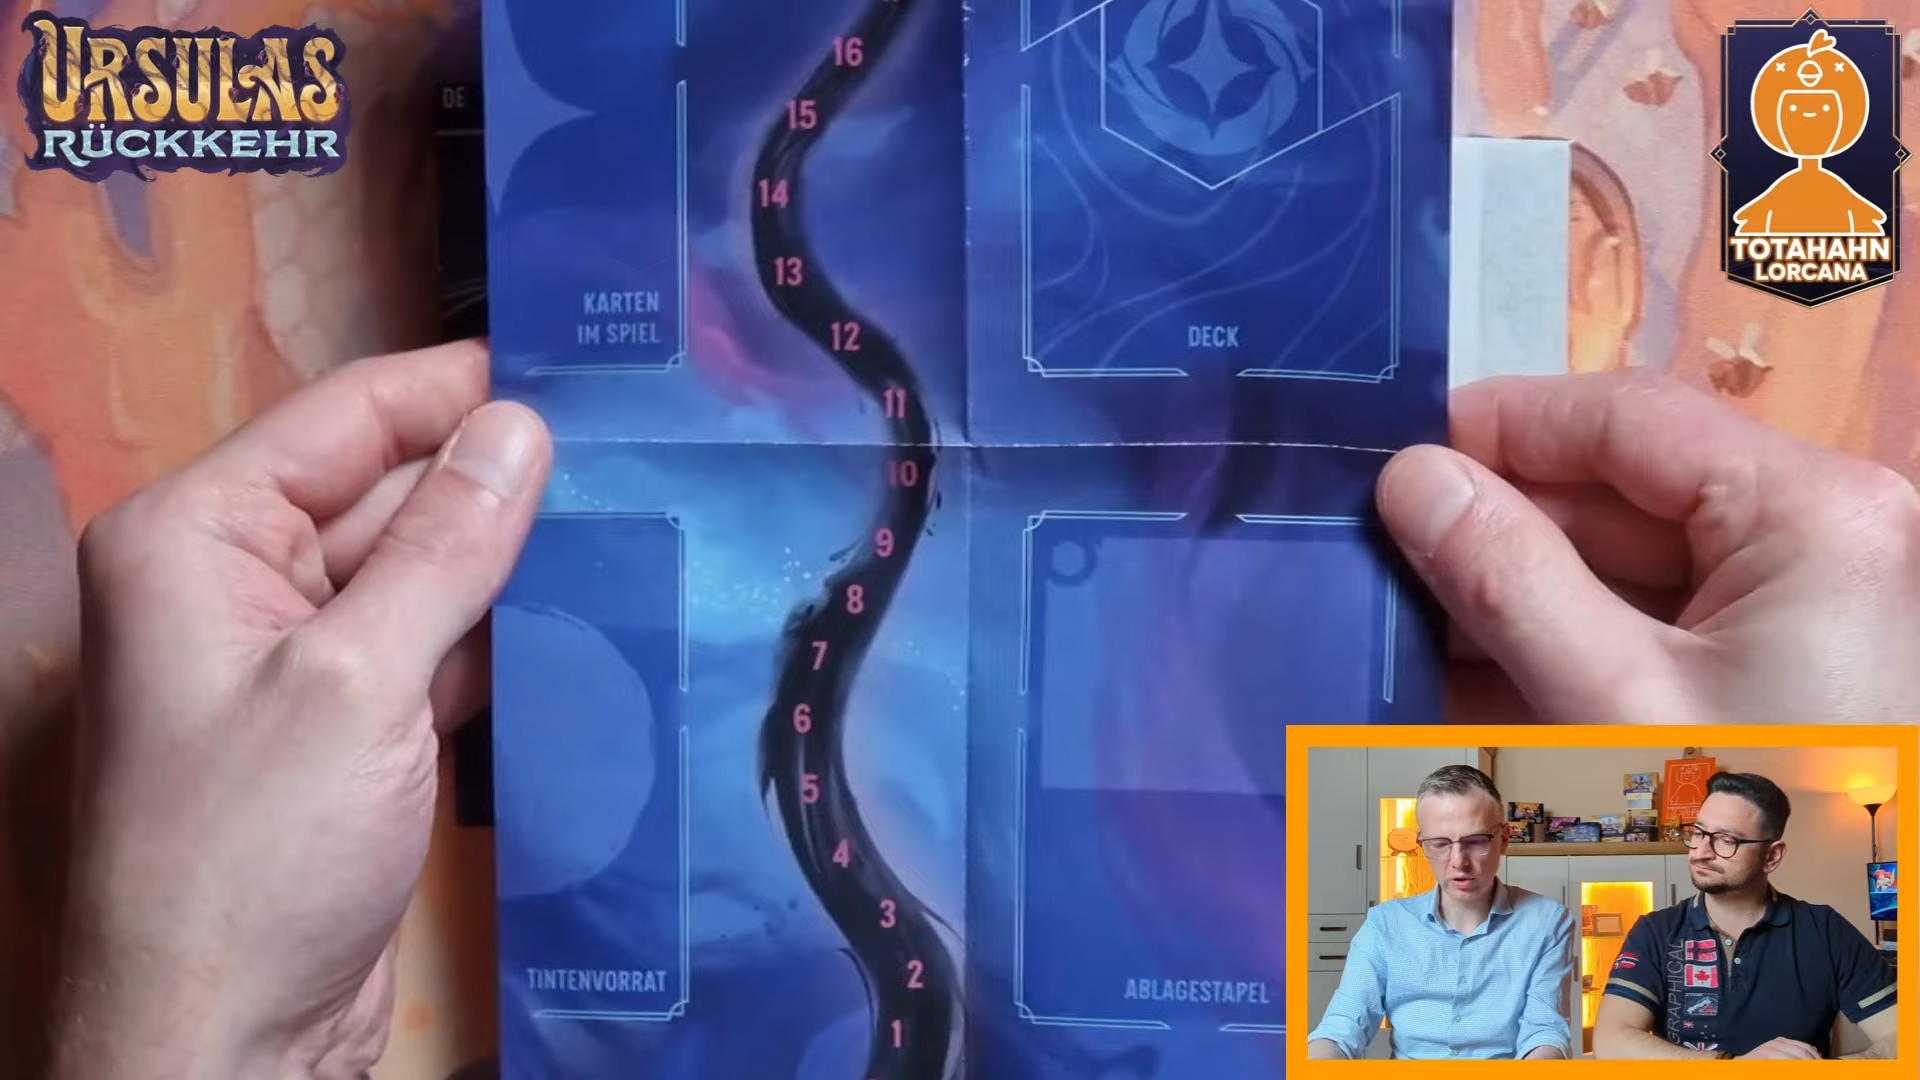 URSULAS
RÜCKKEHR
DE
16
15
14
13
12
11
10
9
8
7
6
5
4
3
2
1
KARTEN
IM SPIEL
DECK
TINTENVORRAT
ABLAGESTAPEL
TOTAHAHN
LORCANA
GRAPHICAL